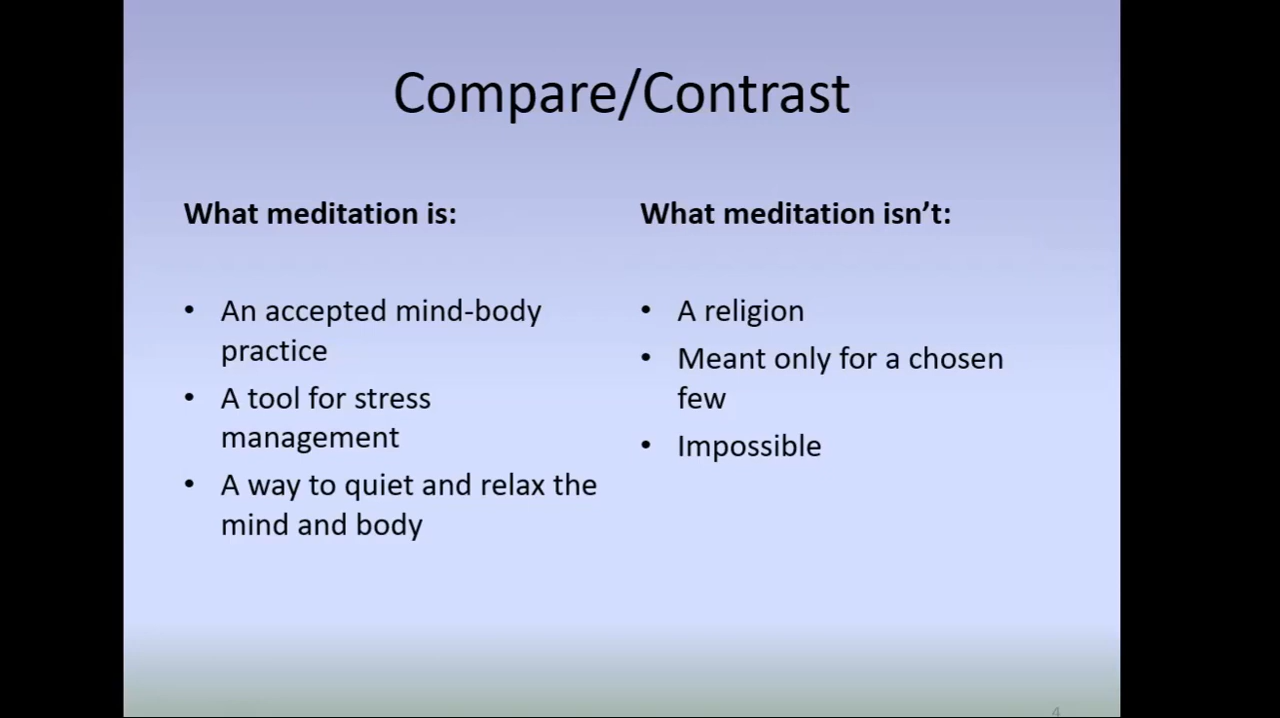 Compare/Contrast
What meditation is:
• An accepted mind-body
practice
• A tool for stress
management
• A way to quiet and relax the
mind and body
What meditation isn’t:
• A religion
• Meant only for a chosen
few
• Impossible
4